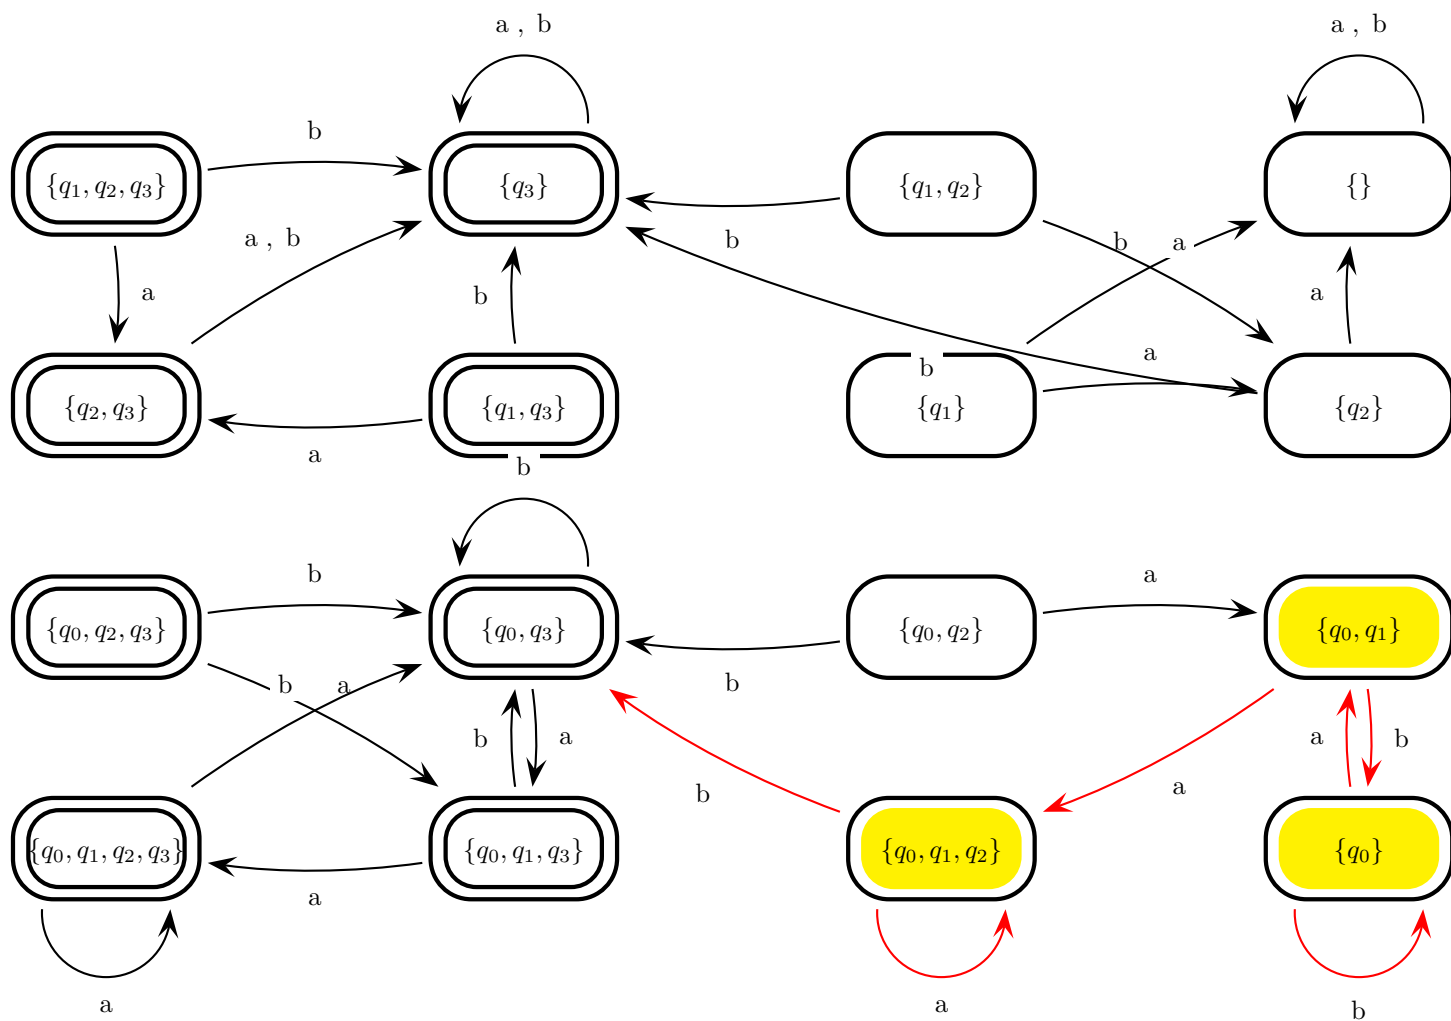 a , b
a , b
b
{q₁, q₂, q₃}
{q₃}
{q₁, q₂}
{}
a , b
b
b
a
a
b
a
a
b
{q₂, q₃}
{q₁, q₃}
{q₁}
{q₂}
a
b
b
a
{q₀, q₂, q₃}
{q₀, q₃}
{q₀, q₂}
{q₀, q₁}
b
a
b
b
a
a
b
b
a
{q₀, q₁, q₂, q₃}
{q₀, q₁, q₃}
{q₀, q₁, q₂}
{q₀}
a
a
a
b